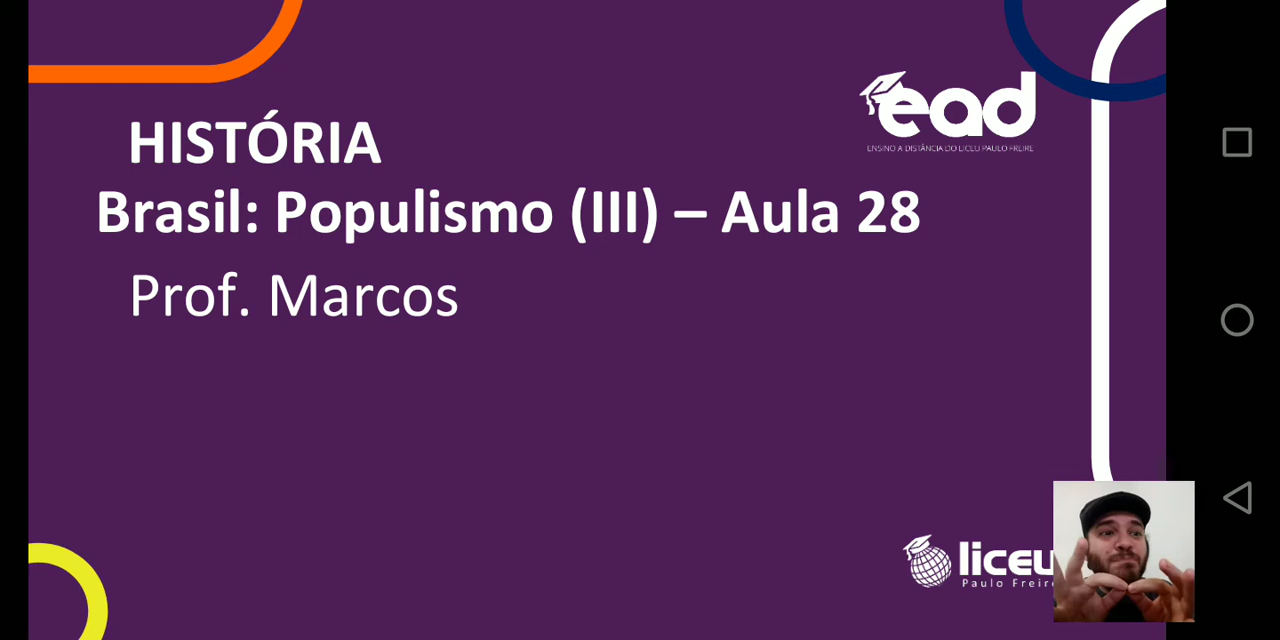 ead
ENSINO A DISTÂNCIA DO LICEU PAULO FREIRE
HISTÓRIA
Brasil: Populismo (III) – Aula 28
Prof. Marcos
liceu
Paulo Freire